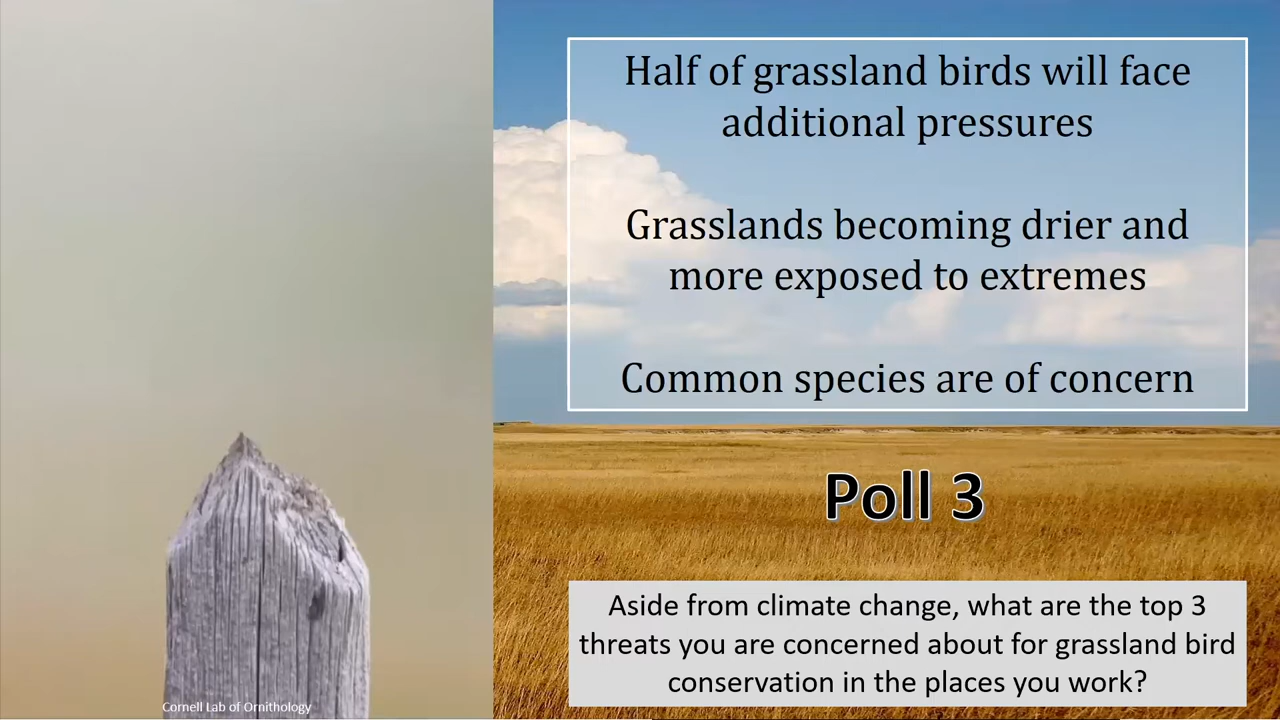 Half of grassland birds will face
additional pressures
Grasslands becoming drier and
more exposed to extremes
Common species are of concern
Poll 3
Aside from climate change, what are the top 3
threats you are concerned about for grassland bird
conservation in the places you work?
Cornell Lab of Ornithology